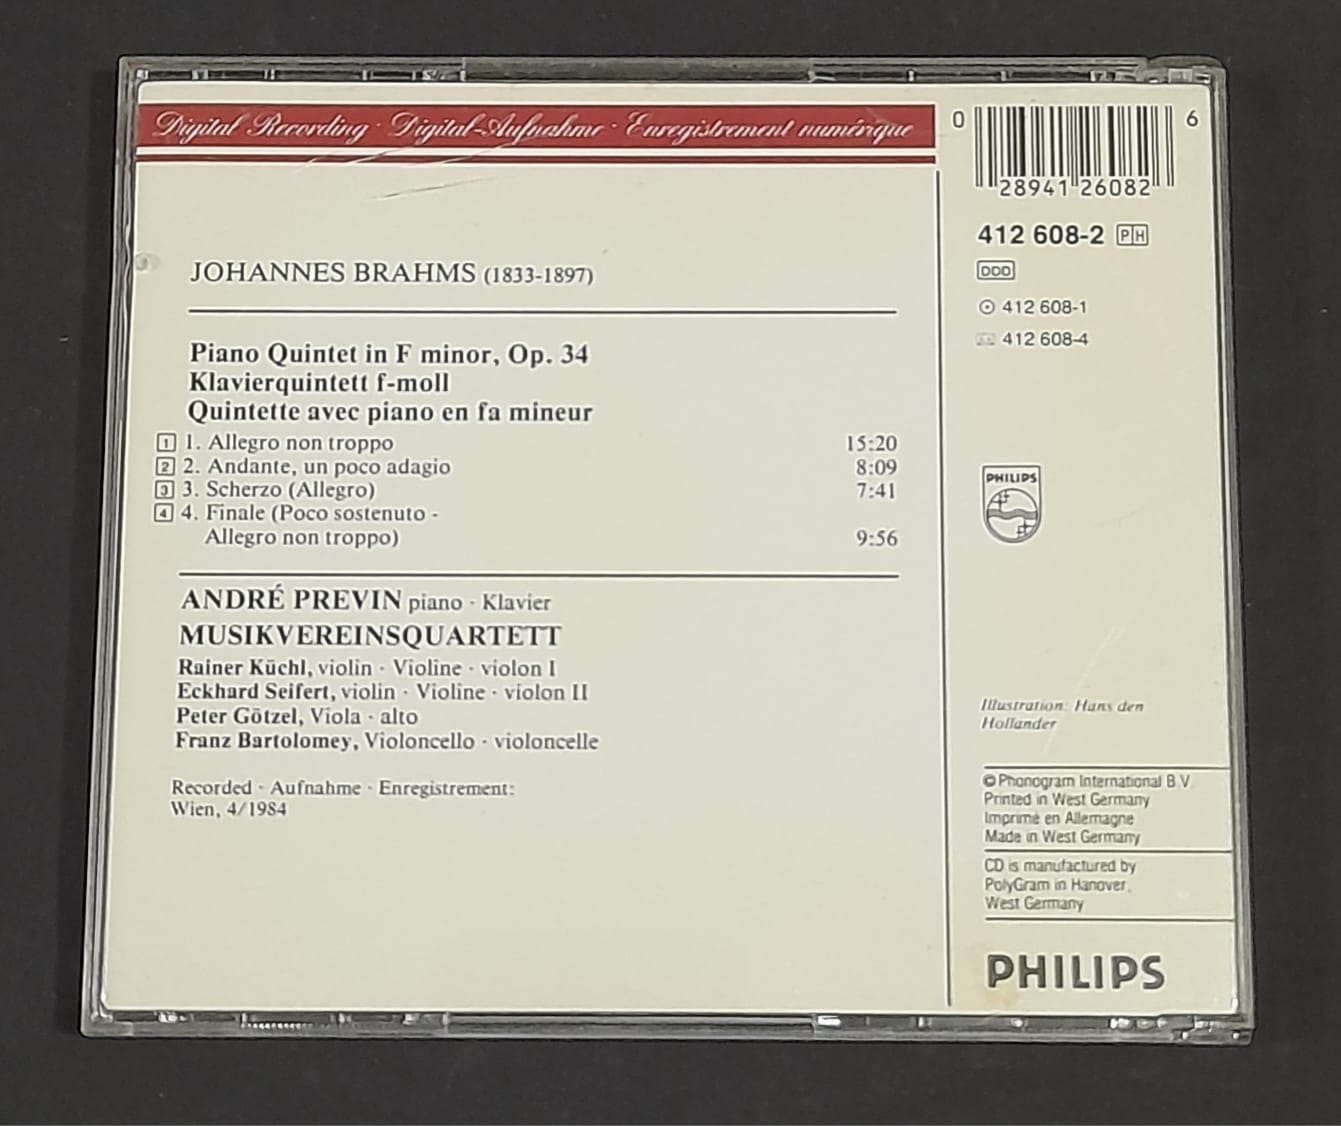 Digital Recording · Digital-Aufnahme · Enregistrement numérique
JOHANNES BRAHMS (1833-1897)
Piano Quintet in F minor, Op. 34
Klavierquintett f-moll
Quintette avec piano en fa mineur
1 1. Allegro non troppo 15:20
2 2. Andante, un poco adagio 8:09
3 3. Scherzo (Allegro) 7:41
4 4. Finale (Poco sostenuto -
Allegro non troppo) 9:56
ANDRÉ PREVIN piano · Klavier
MUSIKVEREINSQUARTETT
Rainer Küchl, violin · Violine · violon I
Eckhard Seifert, violin · Violine · violon II
Peter Götzel, Viola · alto
Franz Bartolomey, Violoncello · violoncelle
Recorded · Aufnahme · Enregistrement:
Wien, 4/1984
0 28941 26082 6
412 608-2 PH
DDD
412 608-1
412 608-4
PHILIPS
Illustration: Hans den
Hollander
© Phonogram International B.V.
Printed in West Germany
Imprimé en Allemagne
Made in West Germany
CD is manufactured by
PolyGram in Hanover,
West Germany
PHILIPS